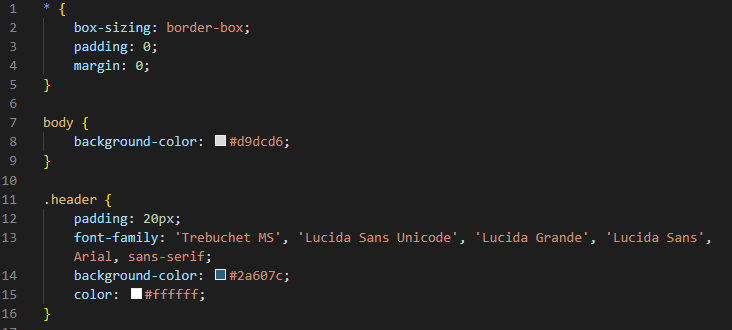 1 * {
2 box-sizing: border-box;
3 padding: 0;
4 margin: 0;
5 }
6
7 body {
8 background-color: #d9dcd6;
9 }
10
11 .header {
12 padding: 20px;
13 font-family: 'Trebuchet MS', 'Lucida Sans Unicode', 'Lucida Grande', 'Lucida Sans',
Arial, sans-serif;
14 background-color: #2a607c;
15 color: #ffffff;
16 }